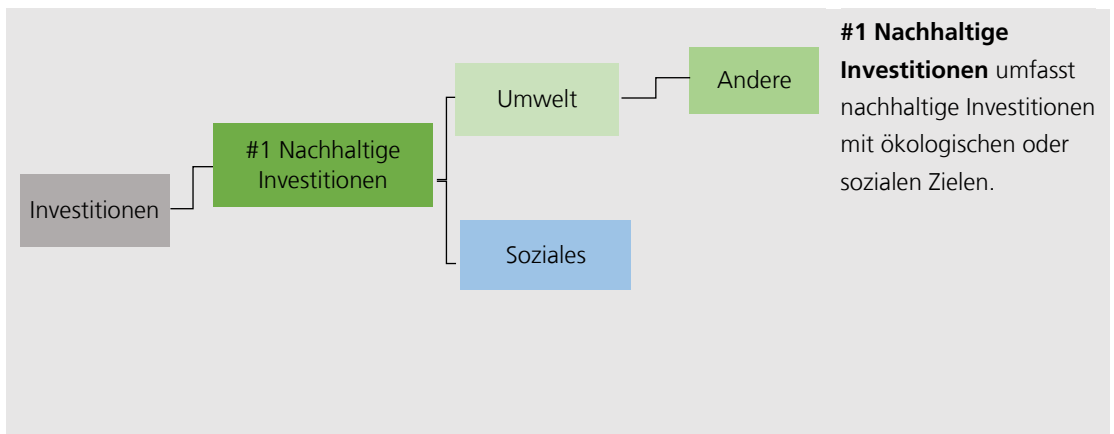 Investitionen
#1 Nachhaltige
Investitionen
Umwelt
Andere
Soziales
#1 Nachhaltige
Investitionen umfasst
nachhaltige Investitionen
mit ökologischen oder
sozialen Zielen.